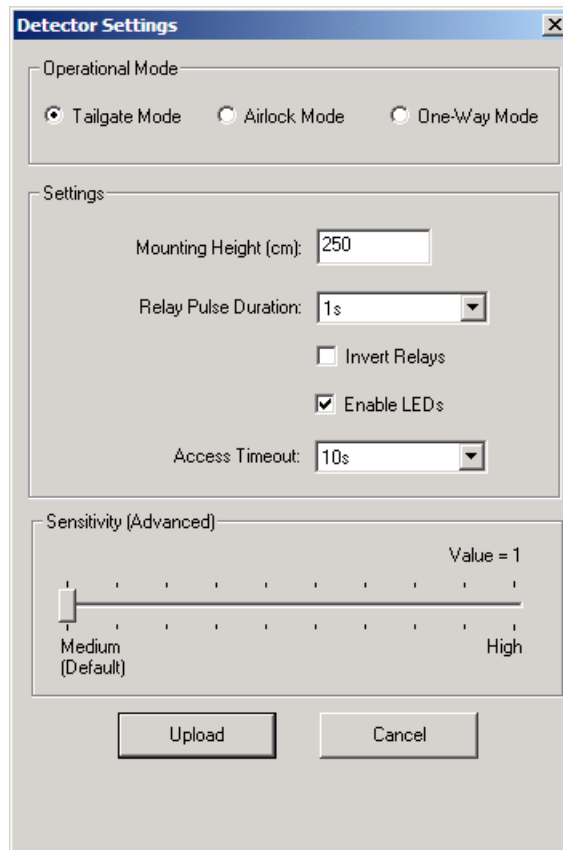 Detector Settings
Operational Mode
Tailgate Mode Airlock Mode One-Way Mode
Settings
Mounting Height (cm): 250
Relay Pulse Duration: 1s
Invert Relays
Enable LEDs
Access Timeout: 10s
Sensitivity (Advanced)
Value = 1
Medium High
(Default)
Upload Cancel